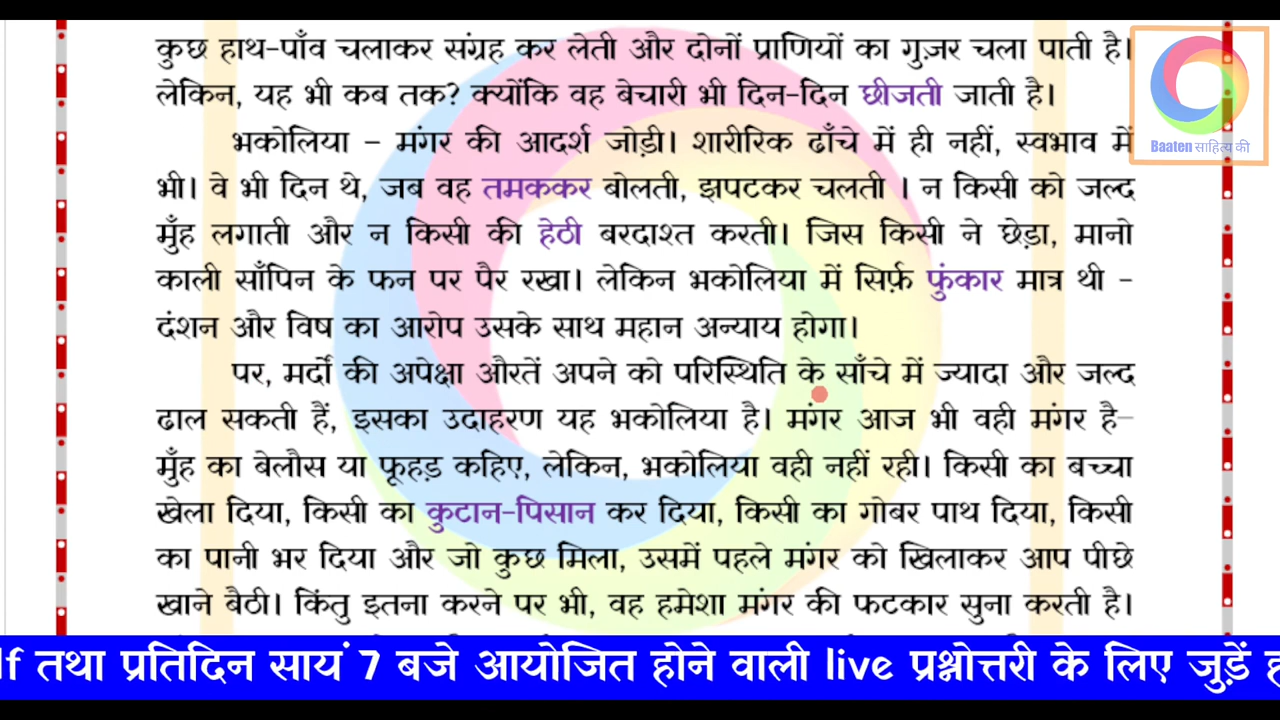 कुछ हाथ-पाँव चलाकर संग्रह कर लेती और दोनों प्राणियों का गुज़र चला पाती है।
लेकिन, यह भी कब तक? क्योंकि वह बेचारी भी दिन-दिन छीजती जाती है।
भकोलिया – मंगर की आदर्श जोड़ी। शारीरिक ढाँचे में ही नहीं, स्वभाव में
भी। वे भी दिन थे, जब वह तमककर बोलती, झपटकर चलती । न किसी को जल्द
मुँह लगाती और न किसी की हेठी बरदाश्त करती। जिस किसी ने छेड़ा, मानो
काली साँपिन के फन पर पैर रखा। लेकिन भकोलिया में सिर्फ़ फुंकार मात्र थी –
दंशन और विष का आरोप उसके साथ महान अन्याय होगा।
पर, मर्दों की अपेक्षा औरतें अपने को परिस्थिति के साँचे में ज्यादा और जल्द
ढाल सकती हैं, इसका उदाहरण यह भकोलिया है। मंगर आज भी वही मंगर है–
मुँह का बेलौस या फूहड़ कहिए, लेकिन, भकोलिया वही नहीं रही। किसी का बच्चा
खेला दिया, किसी का कुटान-पिसान कर दिया, किसी का गोबर पाथ दिया, किसी
का पानी भर दिया और जो कुछ मिला, उसमें पहले मंगर को खिलाकर आप पीछे
खाने बैठी। किंतु इतना करने पर भी, वह हमेशा मंगर की फटकार सुना करती है।
Baaten साहित्य की
lf तथा प्रतिदिन सायं 7 बजे आयोजित होने वाली live प्रश्नोत्तरी के लिए जुड़ें